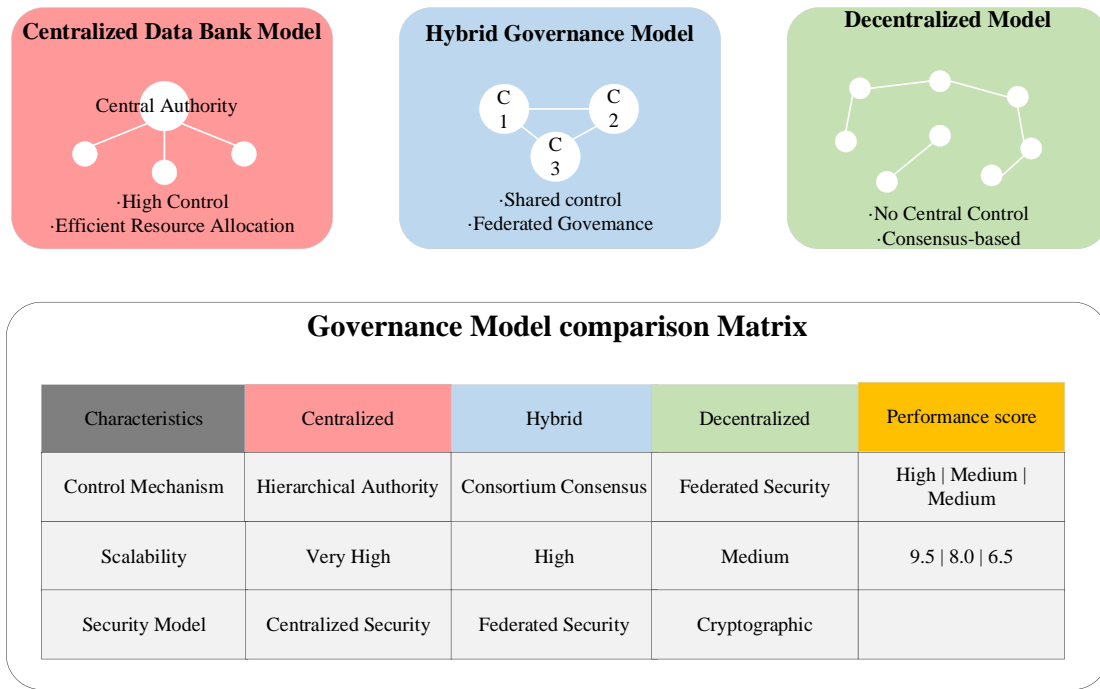 Centralized Data Bank Model
Central Authority
·High Control
·Efficient Resource Allocation
Hybrid Governance Model
C
1
C
2
C
3
·Shared control
·Federated Govemance
Decentralized Model
·No Central Control
·Consensus-based
Governance Model comparison Matrix
Characteristics Centralized Hybrid Decentralized Performance score
Control Mechanism Hierarchical Authority Consortium Consensus Federated Security High | Medium |
Medium
Scalability Very High High Medium 9.5 | 8.0 | 6.5
Security Model Centralized Security Federated Security Cryptographic